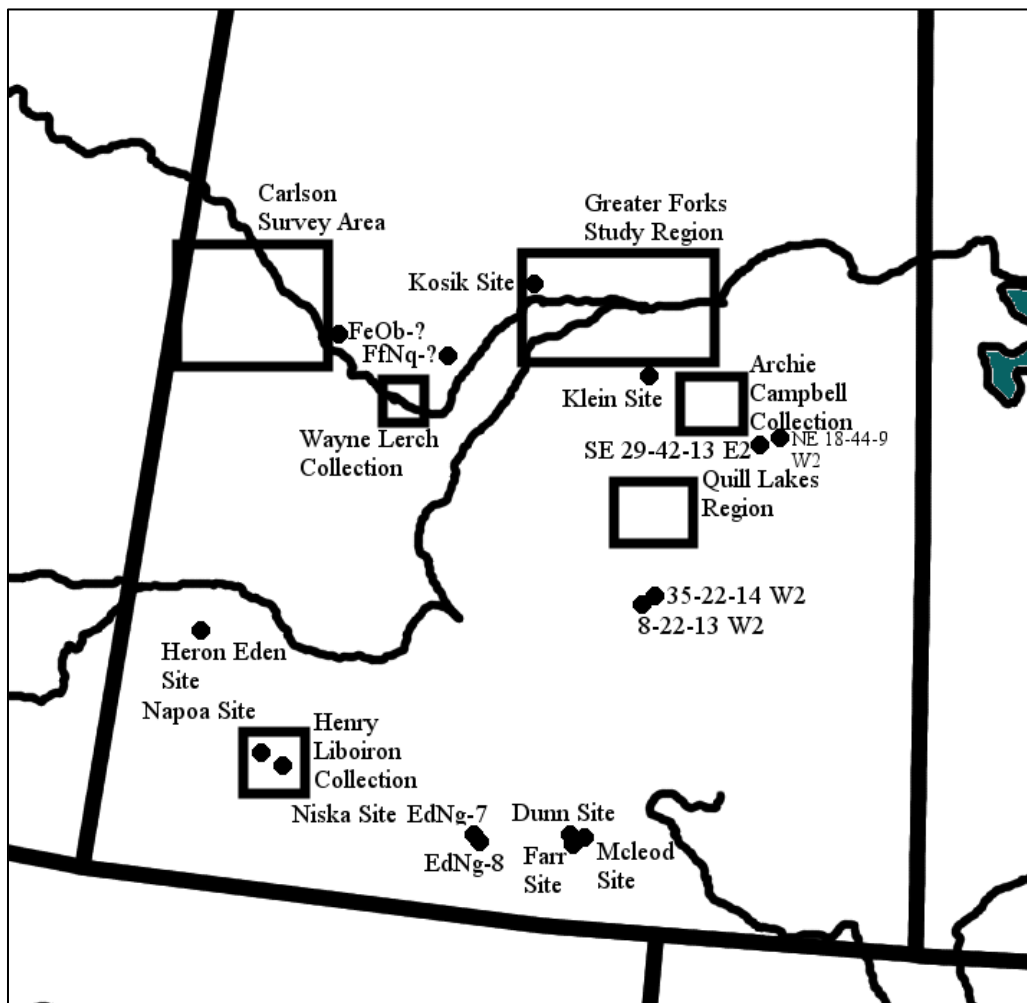 Carlson
Survey Area
Greater Forks
Study Region
Kosik Site
FeOb-?
FfNq-?
Archie
Campbell
Collection
Klein Site
Wayne Lerch
Collection
SE 29-42-13 E2
NE 18-44-9
W2
Quill Lakes
Region
35-22-14 W2
8-22-13 W2
Heron Eden
Site
Napoa Site
Henry
Liboiron
Collection
Niska Site
EdNg-7
EdNg-8
Dunn Site
Farr
Site
Mcleod
Site